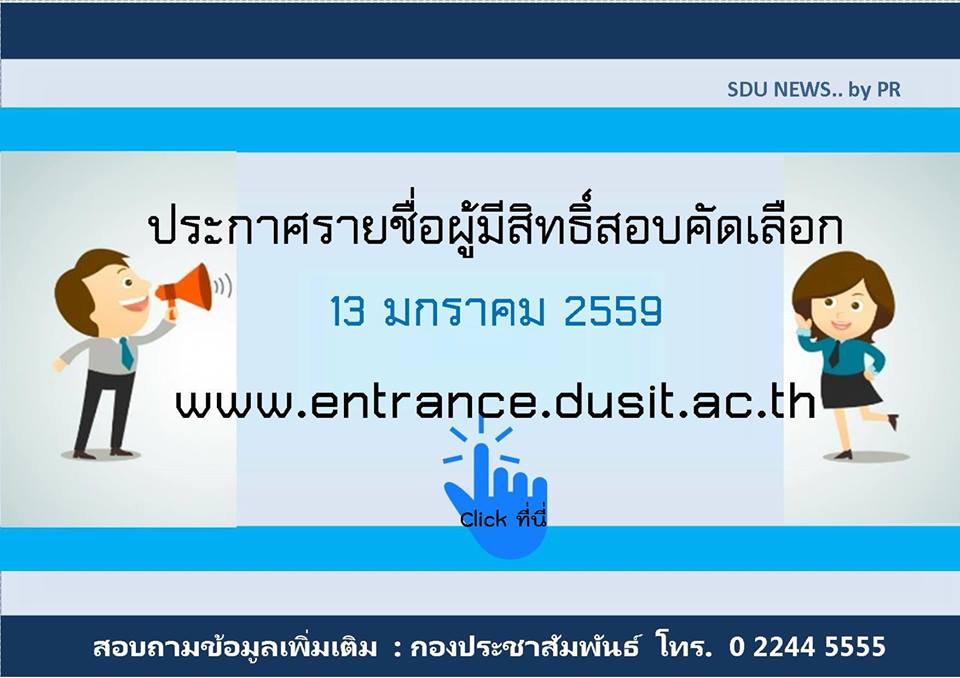 SDU NEWS.. by PR
ประกาศรายชื่อผู้มีสิทธิ์สอบคัดเลือก
13 มกราคม 2559
www.entrance.dusit.ac.th
Click ที่นี่
สอบถามข้อมูลเพิ่มเติม : กองประชาสัมพันธ์ โทร. 0 2244 5555